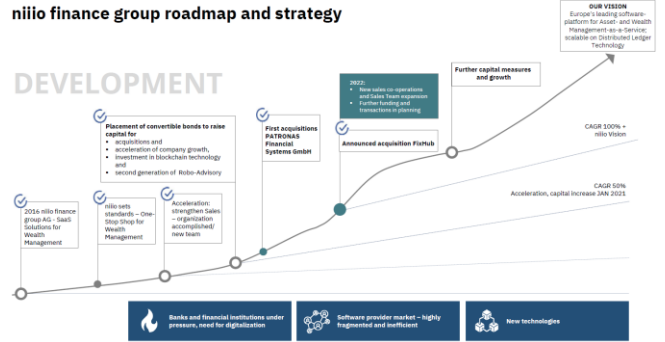 niiio finance group roadmap and strategy
DEVELOPMENT
OUR VISION
Europe's leading software-
platform for Asset- and Wealth
Management-as-a-Service;
scalable on Distributed Ledger
Technology
Further capital measures
and growth
2022:
• New sales co-operations
and Sales Team expansion
• Further funding and
transactions in planning
Announced acquisition FixHub
First acquisitions
PATRONAS
Financial
Systems GmbH
Placement of convertible bonds to raise
capital for
• acquisitions and
• acceleration of company growth,
• investment in blockchain technology
and
• second generation of Robo-Advisory
2016 niiio finance
group AG - SaaS
Solutions for
Wealth
Management
niiio sets
standards – One-
Stop Shop for
Wealth
Management
Acceleration:
strengthen Sales
– organization
accomplished/
new team
CAGR 100% +
niiio Vision
CAGR 50%
Acceleration, capital increase JAN 2021
Banks and financial institutions under
pressure, need for digitalization
Software provider market – highly
fragmented and inefficient
New technologies